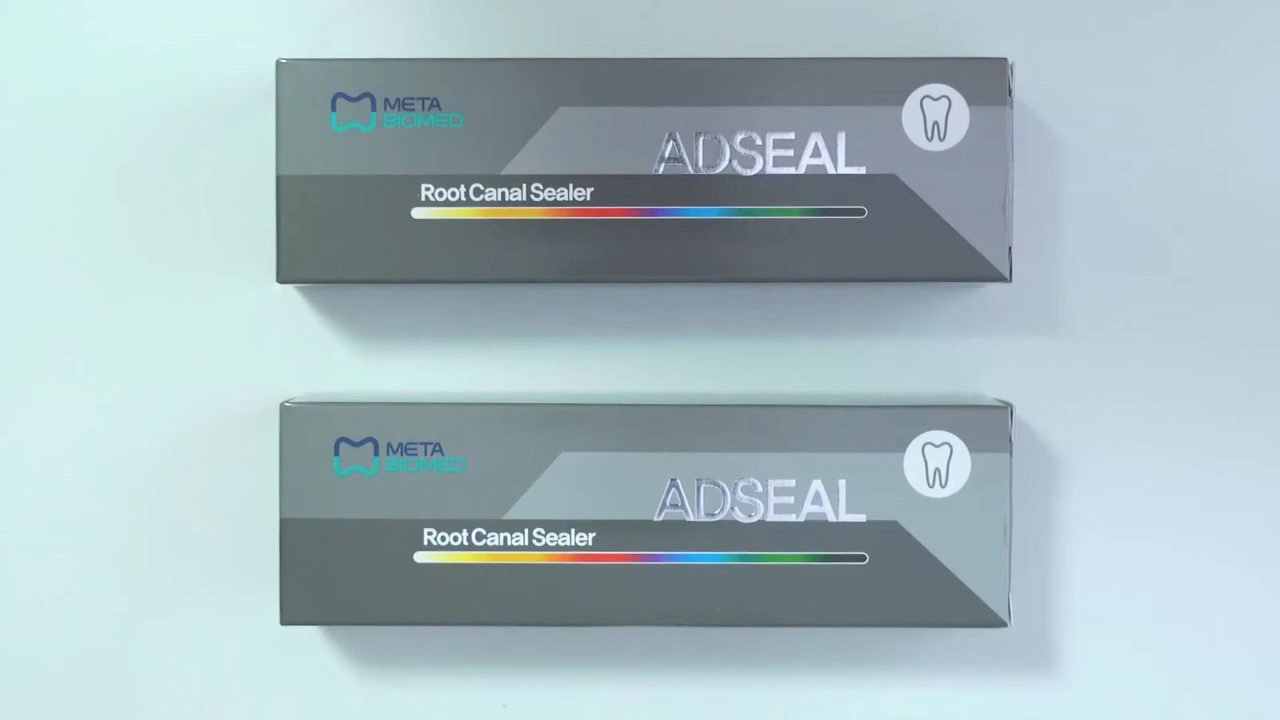 META
BIOMED
ADSEAL
Root Canal Sealer
META
BIOMED
ADSEAL
Root Canal Sealer